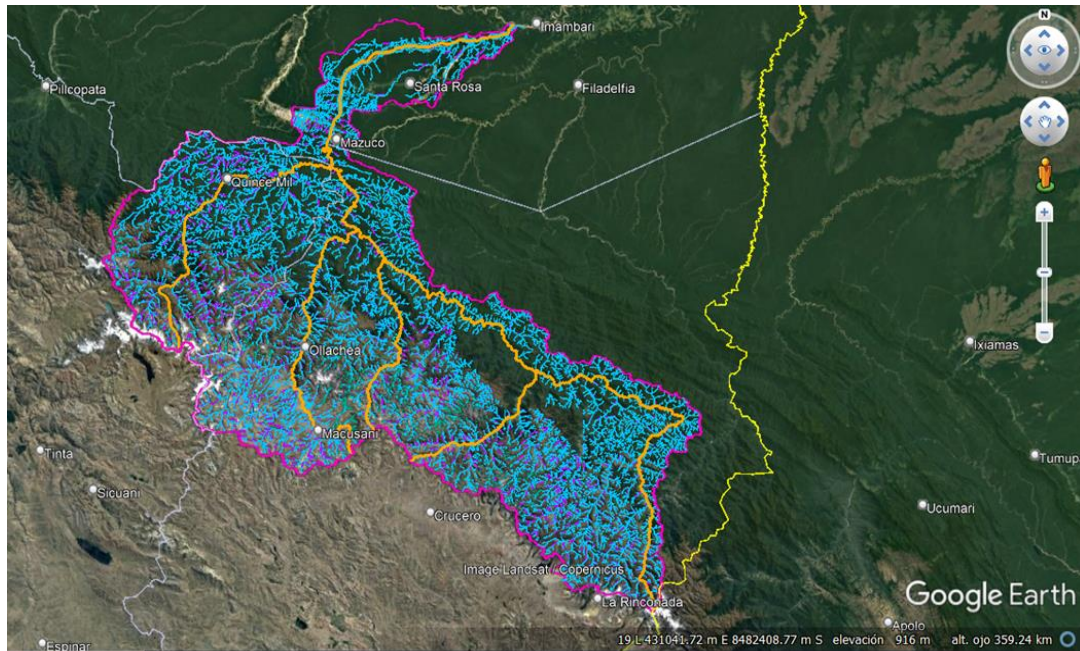 Imambari
N
Pillcopata
Santa Rosa
Filadelfia
Mazuco
Quince Mil
Ollachea
Ixiamas
Macusani
Tinta
Tumupa
Sicuani
Ucumari
Crucero
Image Landsat / Copernicus
Google Earth
La Rinconada
Apolo
19 L 431041.72 m E 8482408.77 m S elevación 916 m alt. ojo 359.24 km
Espinar